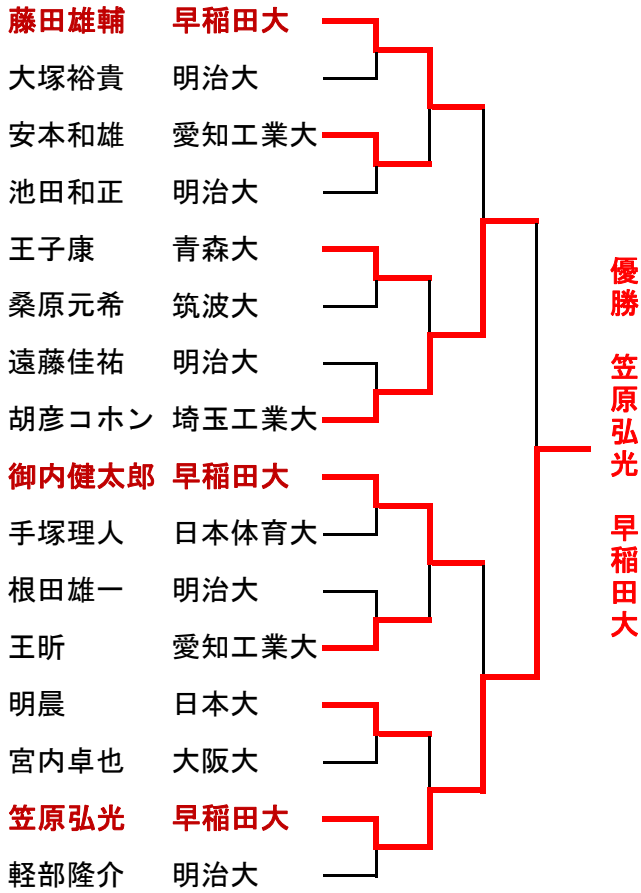 藤田雄輔 早稲田大
大塚裕貴 明治大
安本和雄 愛知工業大
池田和正 明治大
王子康 青森大
桑原元希 筑波大
遠藤佳祐 明治大
胡彦コホン 埼玉工業大
御内健太郎 早稲田大
手塚理人 日本体育大
根田雄一 明治大
王昕 愛知工業大
明晨 日本大
宮内卓也 大阪大
笠原弘光 早稲田大
軽部隆介 明治大
優勝 笠原弘光 早稲田大